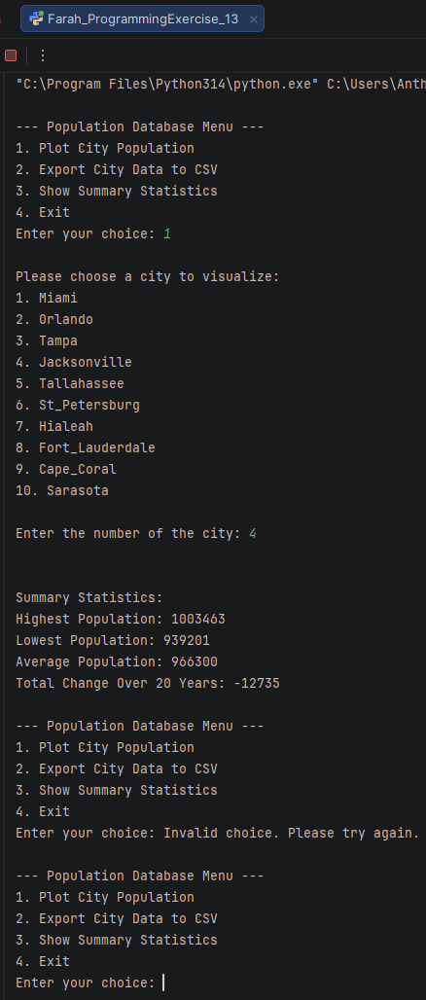 Farah_ProgrammingExercise_13
"C:\Program Files\Python314\python.exe" C:\Users\Anth
--- Population Database Menu ---
1. Plot City Population
2. Export City Data to CSV
3. Show Summary Statistics
4. Exit
Enter your choice: 1
Please choose a city to visualize:
1. Miami
2. Orlando
3. Tampa
4. Jacksonville
5. Tallahassee
6. St_Petersburg
7. Hialeah
8. Fort_Lauderdale
9. Cape_Coral
10. Sarasota
Enter the number of the city: 4
Summary Statistics:
Highest Population: 1003463
Lowest Population: 939201
Average Population: 966300
Total Change Over 20 Years: -12735
--- Population Database Menu ---
1. Plot City Population
2. Export City Data to CSV
3. Show Summary Statistics
4. Exit
Enter your choice: Invalid choice. Please try again.
--- Population Database Menu ---
1. Plot City Population
2. Export City Data to CSV
3. Show Summary Statistics
4. Exit
Enter your choice: